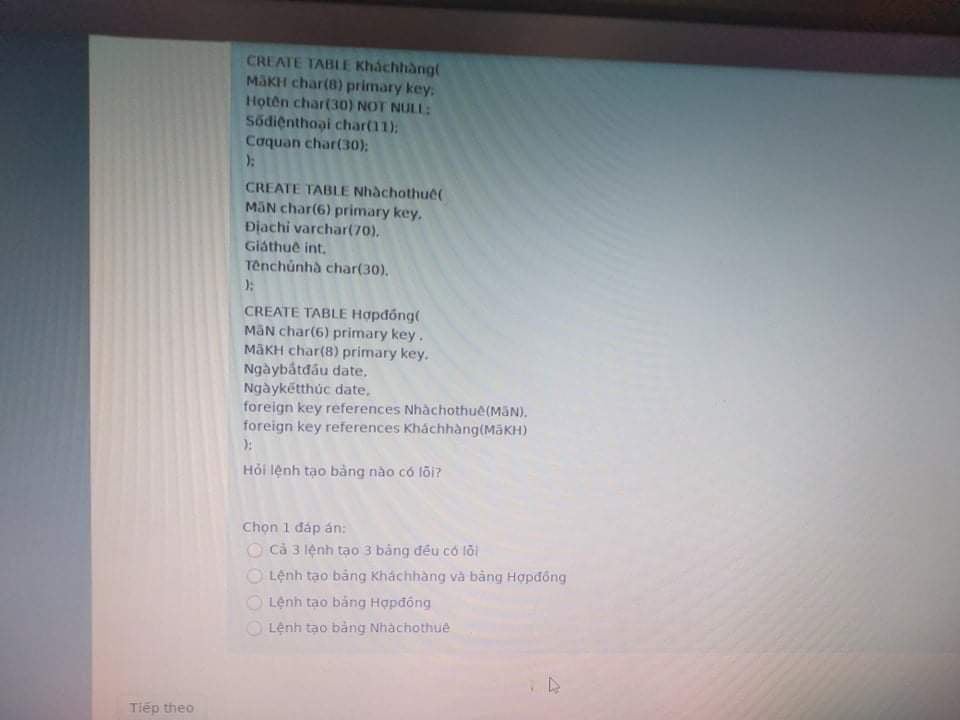 CREATE TABLE Kháchhàng(
MãKH char(8) primary key;
Họtên char(30) NOT NULL;
Sốđiệnthoại char(11);
Cơquan char(30);
);
CREATE TABLE Nhàchothuê(
MãN char(6) primary key,
Địachỉ varchar(70),
Giáthuê int,
Tênchủnhà char(30),
);
CREATE TABLE Hợpđồng(
MãN char(6) primary key ,
MãKH char(8) primary key,
Ngàybắtđầu date,
Ngàykếtthúc date,
foreign key references Nhàchothuê(MãN),
foreign key references Kháchhàng(MãKH)
);
Hỏi lệnh tạo bảng nào có lỗi?
Chọn 1 đáp án:
Cả 3 lệnh tạo 3 bảng đều có lỗi
Lệnh tạo bảng Kháchhàng và bảng Hợpđồng
Lệnh tạo bảng Hợpđồng
Lệnh tạo bảng Nhàchothuê
Tiếp theo